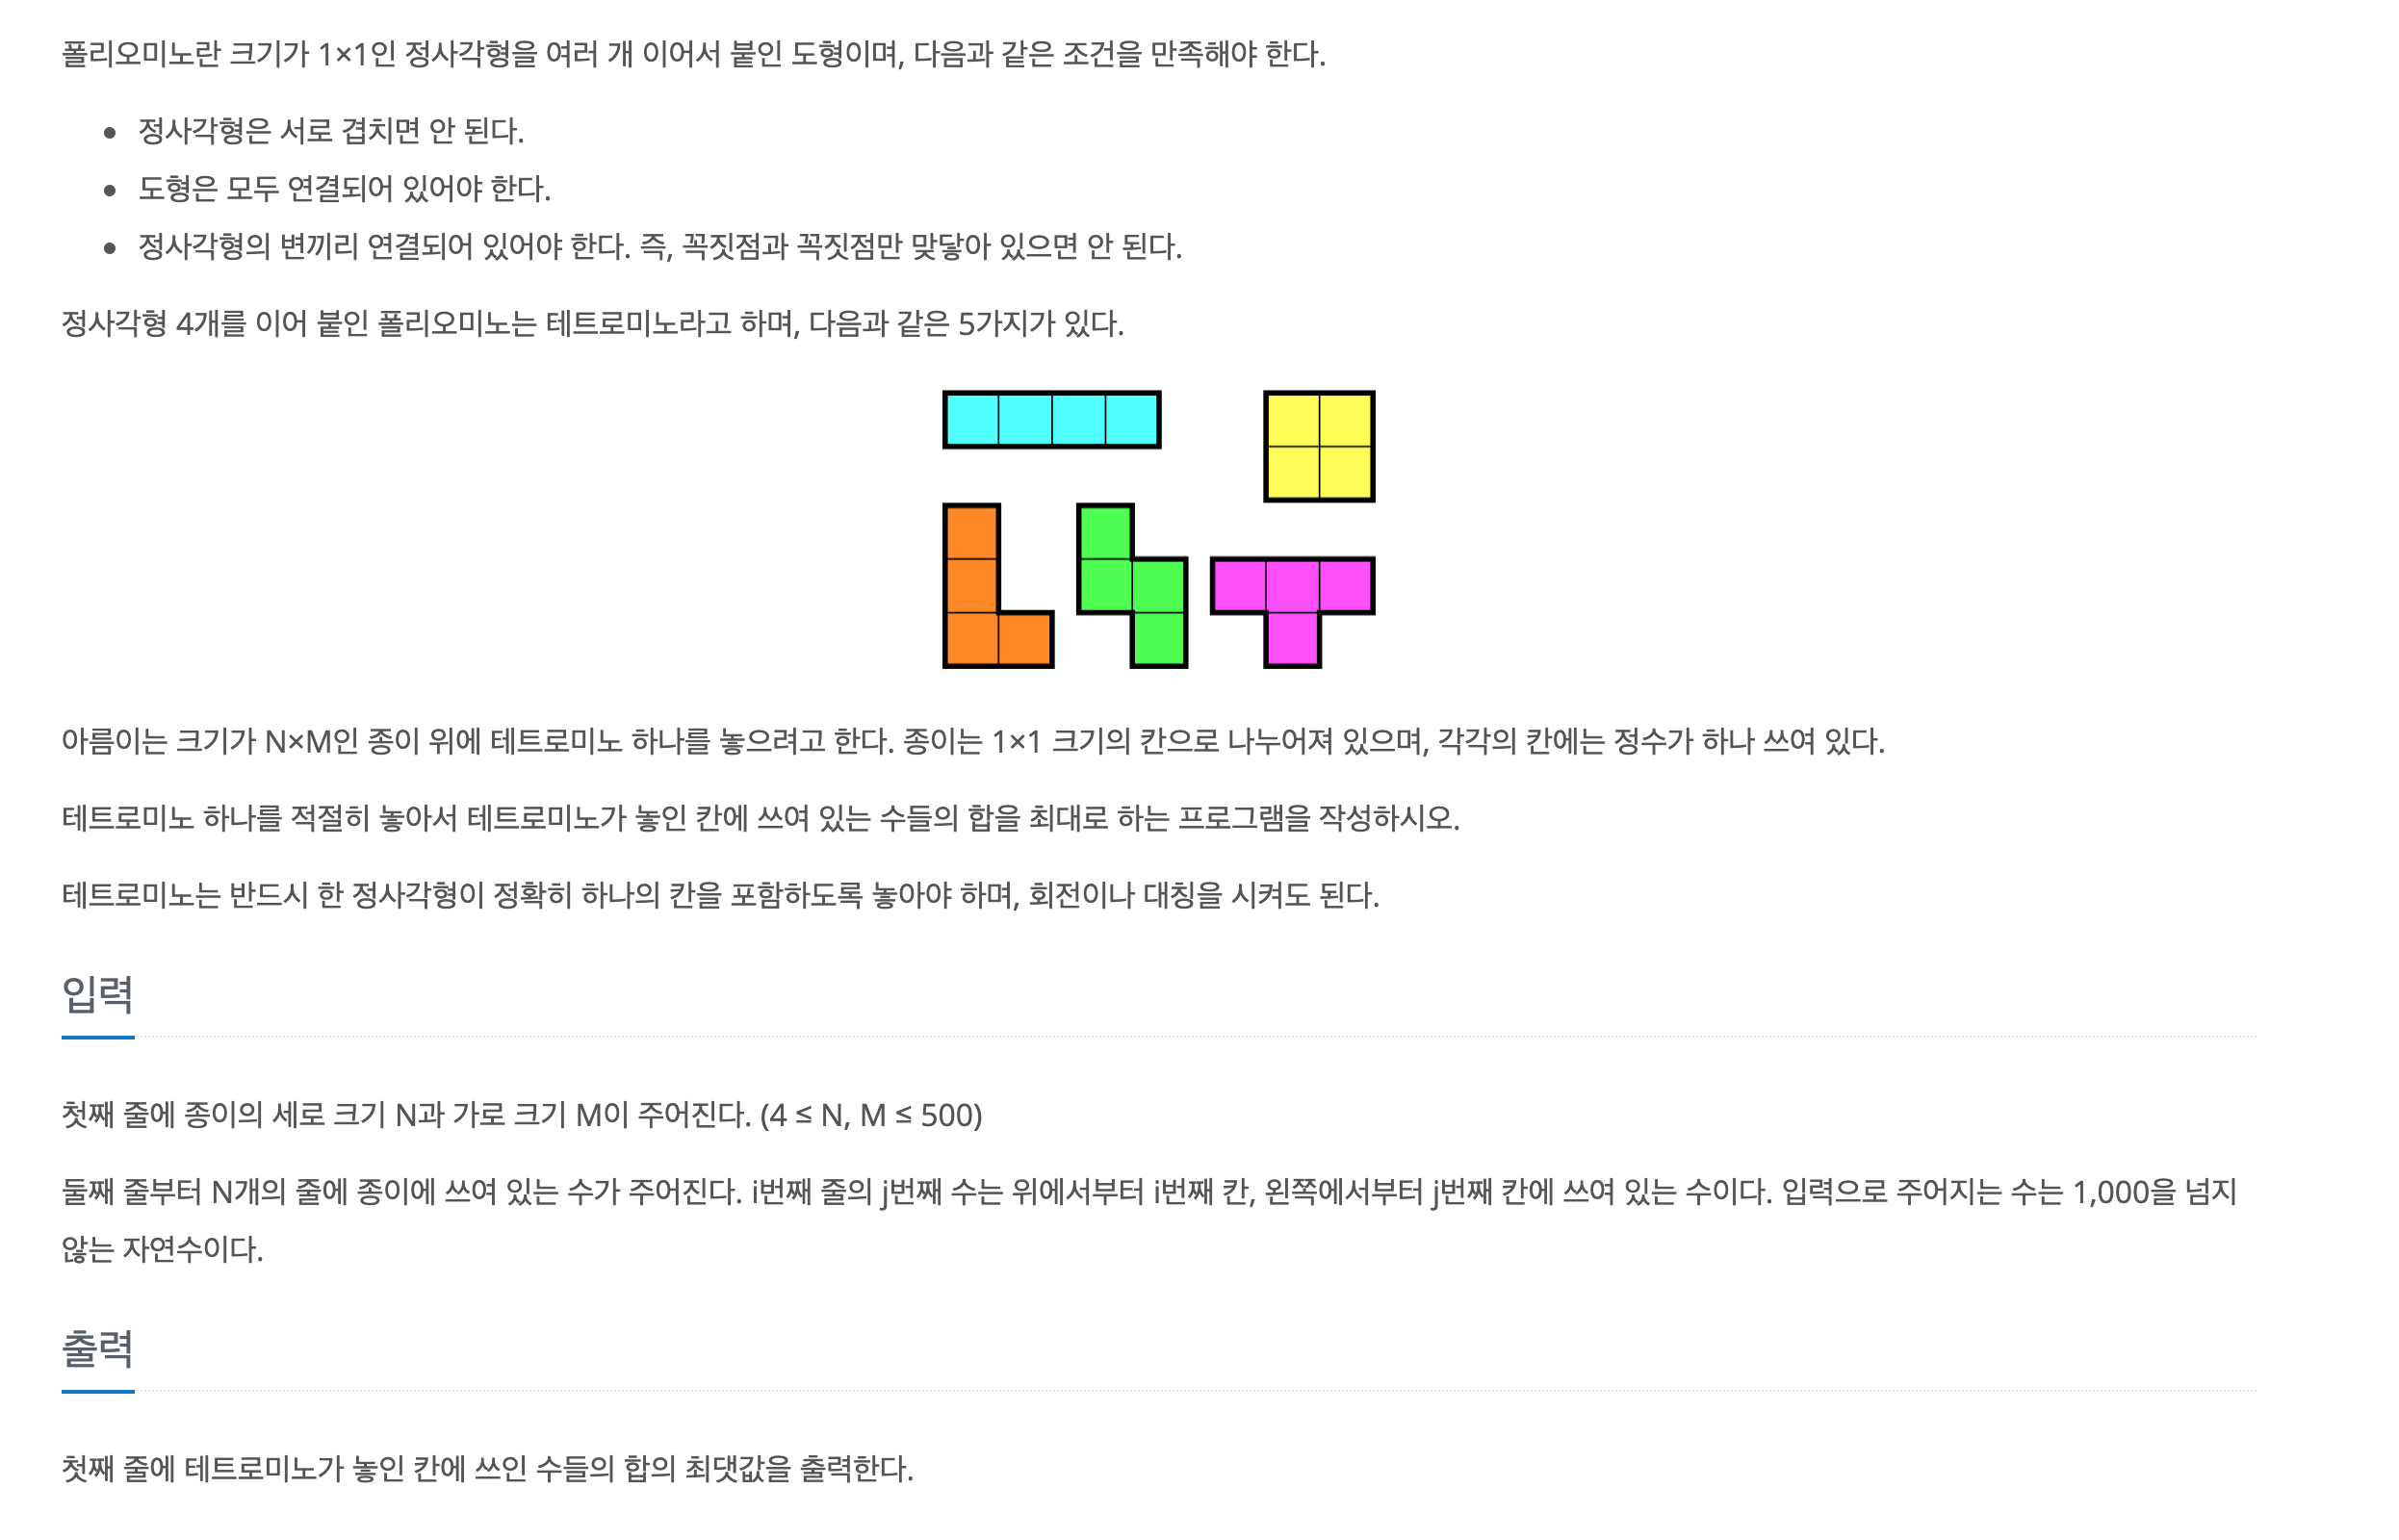 폴리오미노란 크기가 1×1인 정사각형을 여러 개 이어서 붙인 도형이며, 다음과 같은 조건을 만족해야 한다.
정사각형은 서로 겹치면 안 된다.
도형은 모두 연결되어 있어야 한다.
정사각형의 변끼리 연결되어 있어야 한다. 즉, 꼭짓점과 꼭짓점만 맞닿아 있으면 안 된다.
정사각형 4개를 이어 붙인 폴리오미노는 테트로미노라고 하며, 다음과 같은 5가지가 있다.
아름이는 크기가 N×M인 종이 위에 테트로미노 하나를 놓으려고 한다. 종이는 1×1 크기의 칸으로 나누어져 있으며, 각각의 칸에는 정수가 하나 쓰여 있다.
테트로미노 하나를 적절히 놓아서 테트로미노가 놓인 칸에 쓰여 있는 수들의 합을 최대로 하는 프로그램을 작성하시오.
테트로미노는 반드시 한 정사각형이 정확히 하나의 칸을 포함하도록 놓아야 하며, 회전이나 대칭을 시켜도 된다.
입력
첫째 줄에 종이의 세로 크기 N과 가로 크기 M이 주어진다. (4 ≤ N, M ≤ 500)
둘째 줄부터 N개의 줄에 종이에 쓰여 있는 수가 주어진다. i번째 줄의 j번째 수는 위에서부터 i번째 칸, 왼쪽에서부터 j번째 칸에 쓰여 있는 수이다. 입력으로 주어지는 수는 1,000을 넘지
않는 자연수이다.
출력
첫째 줄에 테트로미노가 놓인 칸에 쓰인 수들의 합의 최댓값을 출력한다.